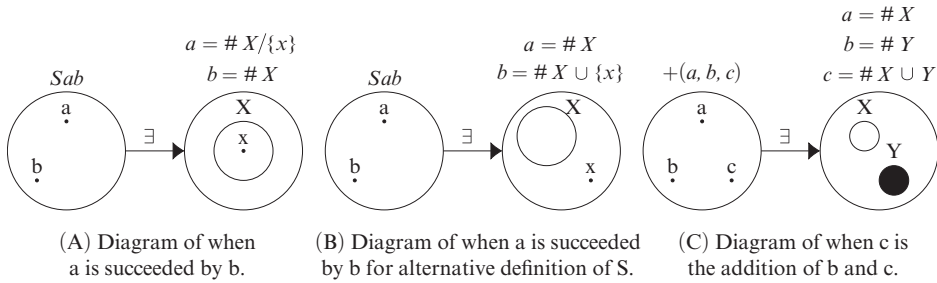 a = # X/{x}
b = # X
Sab
a
b
∃
X
x
(A) Diagram of when
a is succeeded by b.
a = # X
b = # X ∪ {x}
Sab
a
b
∃
X
x
(B) Diagram of when a is succeeded
by b for alternative definition of S.
a = # X
b = # Y
c = # X ∪ Y
+(a, b, c)
a
b c
∃
X
Y
(C) Diagram of when c is
the addition of b and c.